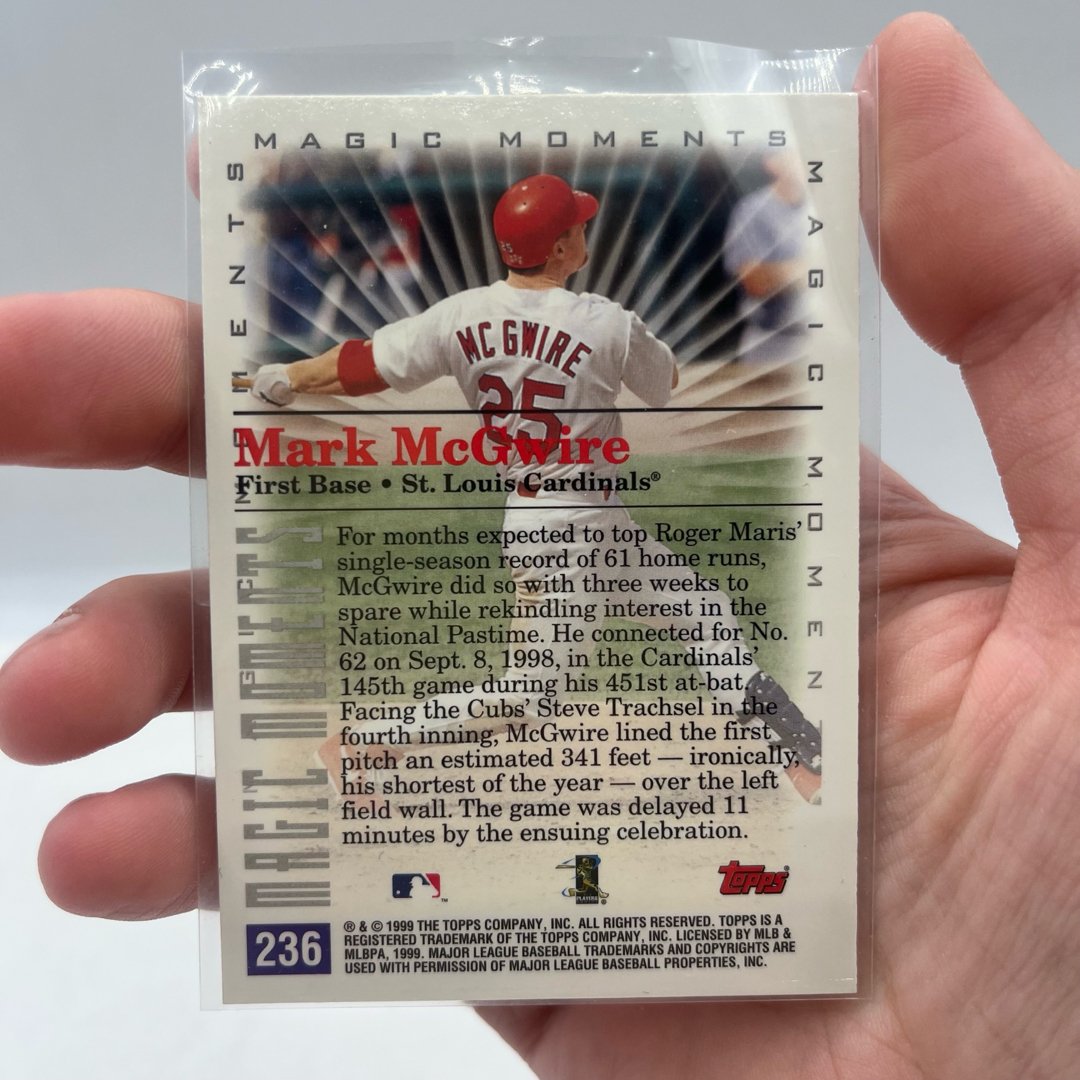 MAGIC MOMENTS
MAGIC MOMENTS
MAGIC MOMENT
MC GWIRE
25
Mark McGwire
First Base • St. Louis Cardinals®
MAGIC MOMENTS
For months expected to top Roger Maris’
single-season record of 61 home runs,
McGwire did so with three weeks to
spare while rekindling interest in the
National Pastime. He connected for No.
62 on Sept. 8, 1998, in the Cardinals’
145th game during his 451st at-bat.
Facing the Cubs’ Steve Trachsel in the
fourth inning, McGwire lined the first
pitch an estimated 341 feet — ironically,
his shortest of the year — over the left
field wall. The game was delayed 11
minutes by the ensuing celebration.
TM
PLAYERS
topps®
236
® & © 1999 THE TOPPS COMPANY, INC. ALL RIGHTS RESERVED. TOPPS IS A
REGISTERED TRADEMARK OF THE TOPPS COMPANY, INC. LICENSED BY MLB &
MLBPA, 1999. MAJOR LEAGUE BASEBALL TRADEMARKS AND COPYRIGHTS ARE
USED WITH PERMISSION OF MAJOR LEAGUE BASEBALL PROPERTIES, INC.